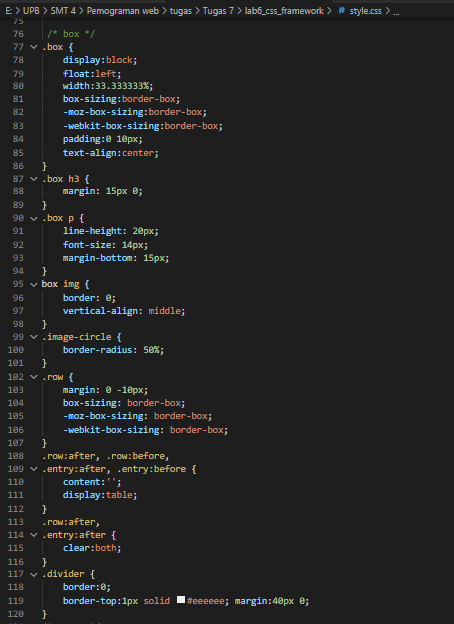 E: > UPB > SMT 4 > Pemograman web > tugas > Tugas 7 > lab6_css_framework > # style.css > ...
75
76 /* box */
77 .box {
78 display:block;
79 float:left;
80 width:33.333333%;
81 box-sizing:border-box;
82 -moz-box-sizing:border-box;
83 -webkit-box-sizing:border-box;
84 padding:0 10px;
85 text-align:center;
86 }
87 .box h3 {
88 margin: 15px 0;
89 }
90 .box p {
91 line-height: 20px;
92 font-size: 14px;
93 margin-bottom: 15px;
94 }
95 box img {
96 border: 0;
97 vertical-align: middle;
98 }
99 .image-circle {
100 border-radius: 50%;
101 }
102 .row {
103 margin: 0 -10px;
104 box-sizing: border-box;
105 -moz-box-sizing: border-box;
106 -webkit-box-sizing: border-box;
107 }
108 .row:after, .row:before,
109 .entry:after, .entry:before {
110 content:'';
111 display:table;
112 }
113 .row:after,
114 .entry:after {
115 clear:both;
116 }
117 .divider {
118 border:0;
119 border-top:1px solid #eeeeee; margin:40px 0;
120 }